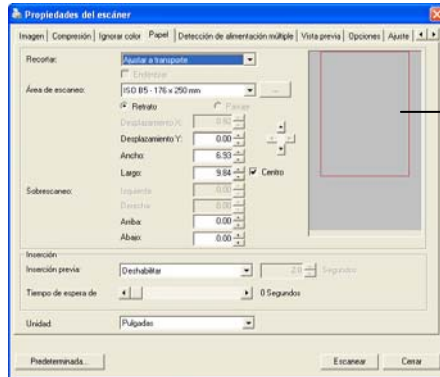 Propiedades del escáner
Imagen Compresión Ignorar color Papel Detección de alimentación múltiple Vista previa Opciones Ajuste
Recortar: Ajustar a transporte
Enderezar
Área de escaneo: ISO B5 - 176 x 250 mm ...
Retrato Paisaje
Desplazamiento X: 0.82
Desplazamiento Y: 0.00
Ancho: 6.93
Largo: 9.84 Centro
Sobrescaneo: Izquierda 0.00
Derecha: 0.00
Arriba: 0.00
Abajo: 0.00
Inserción
Inserción previa: Deshabilitar 20 Segundos
Tiempo de espera de 0 Segundos
Unidad: Pulgadas
Predeterminada... Escanear Cerrar